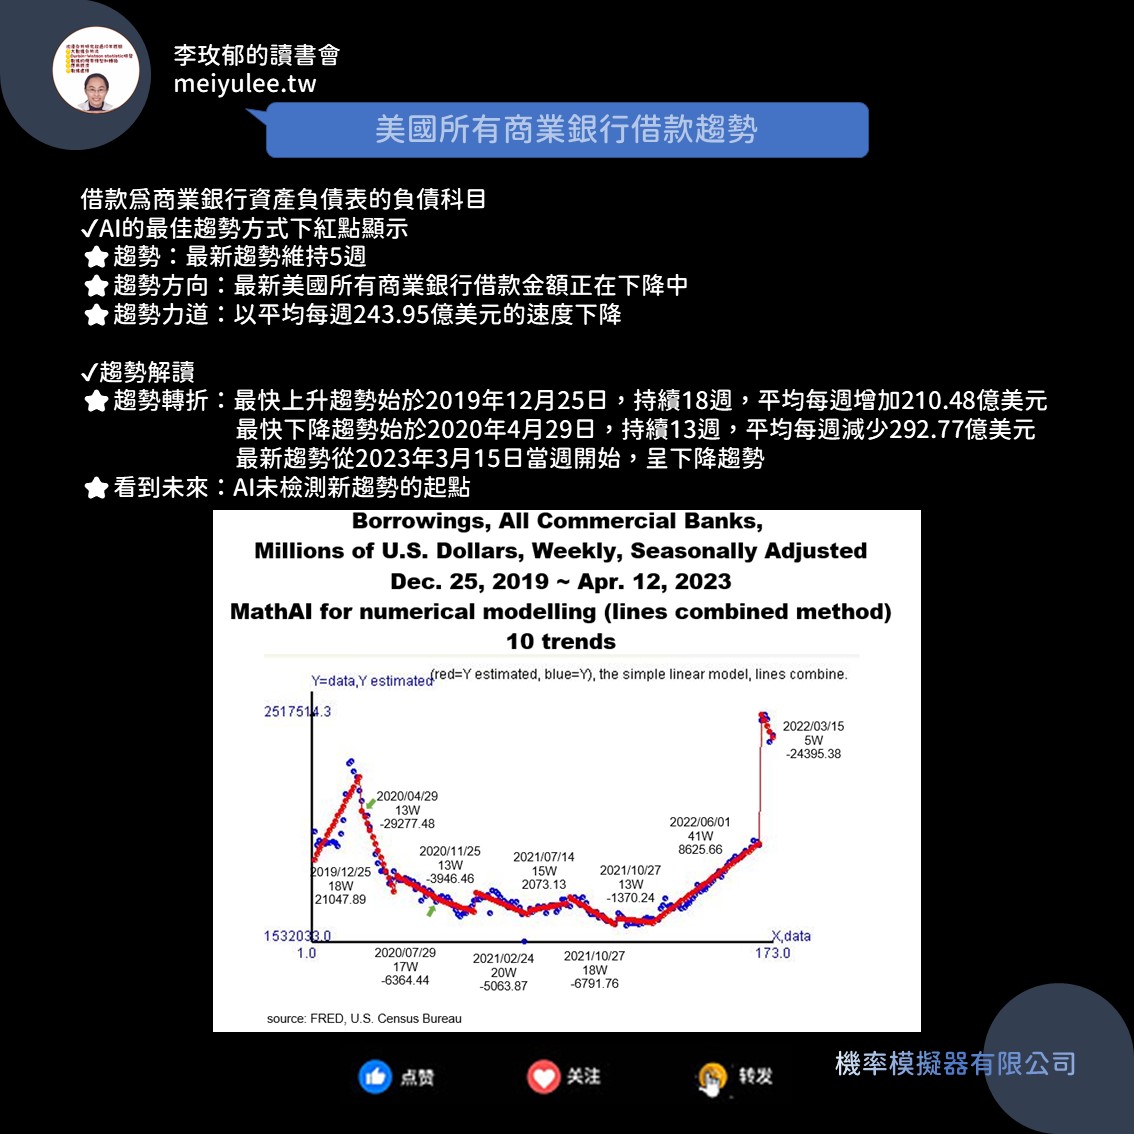 李玫郁的讀書會
meiyulee.tw
美國所有商業銀行借款趨勢
借款爲商業銀行資產負債表的負債科目
✓AI的最佳趨勢方式下紅點顯示
★趨勢：最新趨勢維持5週
★趨勢方向：最新美國所有商業銀行借款金額正在下降中
★趨勢力道：以平均每週243.95億美元的速度下降
✓趨勢解讀
★趨勢轉折：最快上升趨勢始於2019年12月25日，持續18週，平均每週增加210.48億美元
最快下降趨勢始於2020年4月29日，持續13週，平均每週減少292.77億美元
最新趨勢從2023年3月15日當週開始，呈下降趨勢
★看到未來：AI未檢測新趨勢的起點
Borrowings, All Commercial Banks,
Millions of U.S. Dollars, Weekly, Seasonally Adjusted
Dec. 25, 2019 ~ Apr. 12, 2023
MathAI for numerical modelling (lines combined method)
10 trends
(red=Y estimated, blue=Y), the simple linear model, lines combine.
Y=data,Y estimated
2517514.3
2022/03/15
5W
-24395.38
2020/04/29
13W
-29277.48
2022/06/01
41W
8625.66
2020/11/25
13W
-3946.46
2021/07/14
15W
2073.13
2021/10/27
13W
-1370.24
2019/12/25
18W
21047.89
1532033.0
X,data
1.0
173.0
2020/07/29
17W
-6364.44
2021/02/24
20W
-5063.87
2021/10/27
18W
-6791.76
source: FRED, U.S. Census Bureau
点赞
关注
转发
機率模擬器有限公司